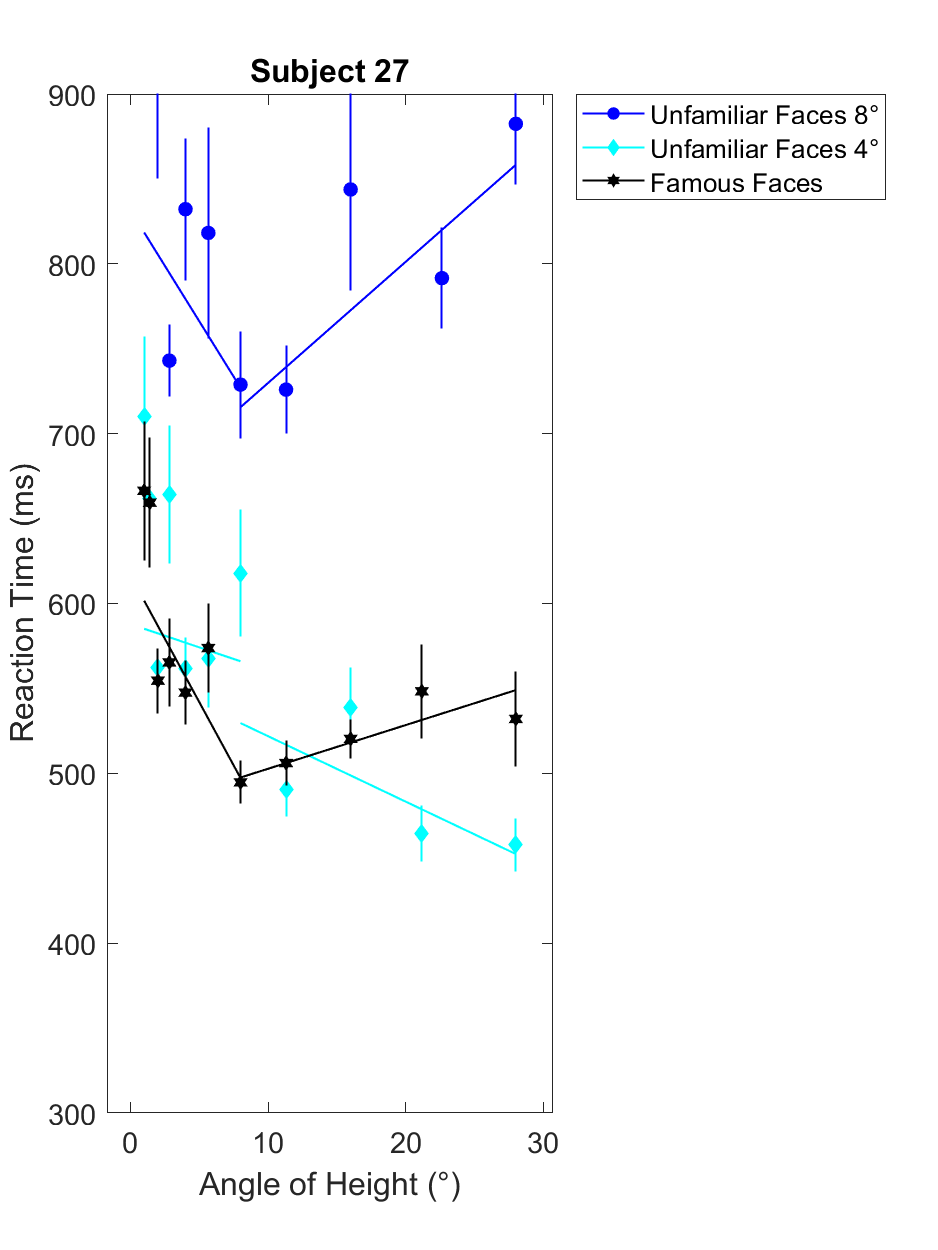 Subject 27
900
800
700
600
500
400
300
0 10 20 30
Reaction Time (ms)
Angle of Height (°)
Unfamiliar Faces 8°
Unfamiliar Faces 4°
Famous Faces